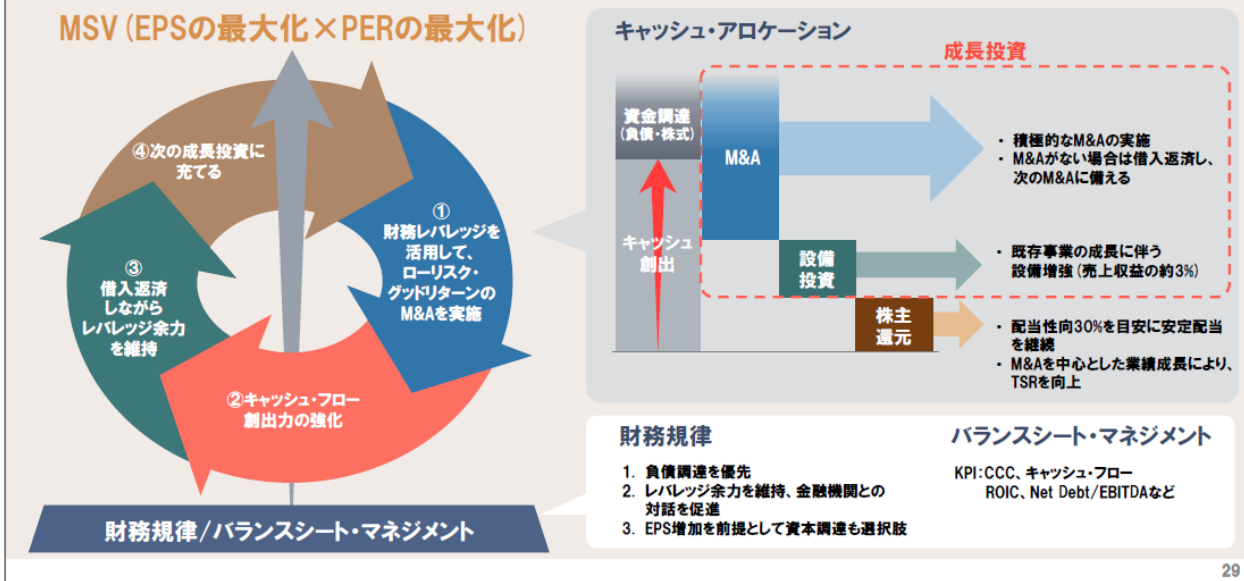 MSV(EPSの最大化×PERの最大化)
④次の成長投資に
充てる
①
財務レバレッジを
活用して、
ローリスク・
グッドリターンの
M&Aを実施
③
借入返済
しながら
レバレッジ余力
を維持
②キャッシュ・フロー
創出力の強化
財務規律/バランスシート・マネジメント
キャッシュ・アロケーション
成長投資
資金調達
(負債・株式)
キャッシュ
創出
M&A
・ 積極的なM&Aの実施
・ M&Aがない場合は借入返済し、
次のM&Aに備える
設備
投資
・ 既存事業の成長に伴う
設備増強(売上収益の約3%)
株主
還元
・ 配当性向30%を目安に安定配当
を継続
・ M&Aを中心とした業績成長により、
TSRを向上
財務規律
1. 負債調達を優先
2. レバレッジ余力を維持、金融機関との
対話を促進
3. EPS増加を前提として資本調達も選択肢
バランスシート・マネジメント
KPI:CCC、キャッシュ・フロー
ROIC、Net Debt/EBITDAなど
29